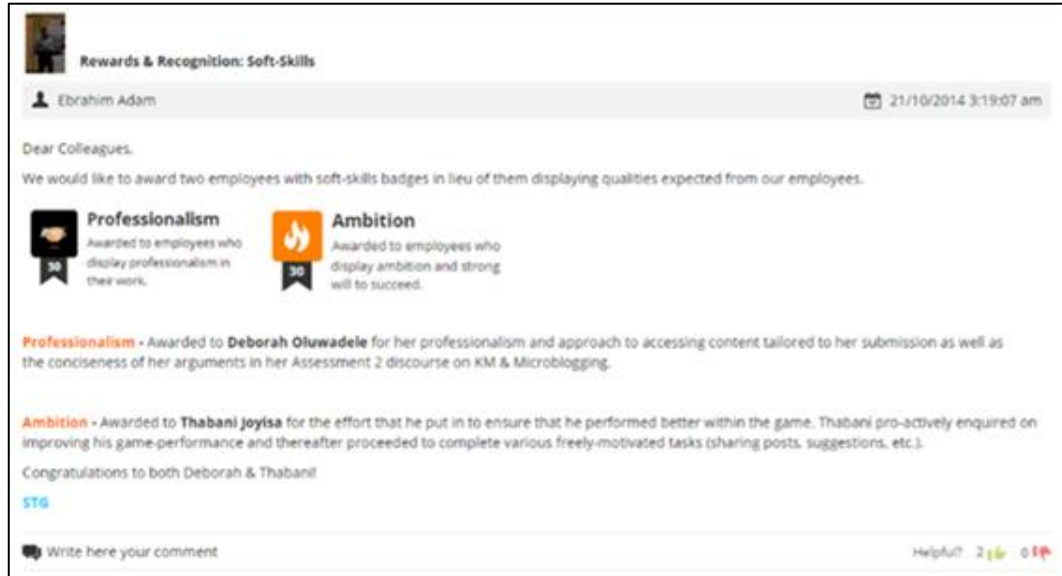 Rewards & Recognition: Soft-Skills
Ebrahim Adam 21/10/2014 3:19:07 am
Dear Colleagues.
We would like to award two employees with soft-skills badges in lieu of them displaying qualities expected from our employees.
Professionalism
Awarded to employees who
display professionalism in
their work.
30
Ambition
Awarded to employees who
display ambition and strong
will to succeed.
30
Professionalism - Awarded to Deborah Oluwadele for her professionalism and approach to accessing content tailored to her submission as well as
the conciseness of her arguments in her Assessment 2 discourse on KM & Microblogging.
Ambition - Awarded to Thabani Joyisa for the effort that he put in to ensure that he performed better within the game. Thabani pro-actively enquired on
improving his game-performance and thereafter proceeded to complete various freely-motivated tasks (sharing posts, suggestions, etc.).
Congratulations to both Deborah & Thabani!
STG
Write here your comment Helpful? 2 0